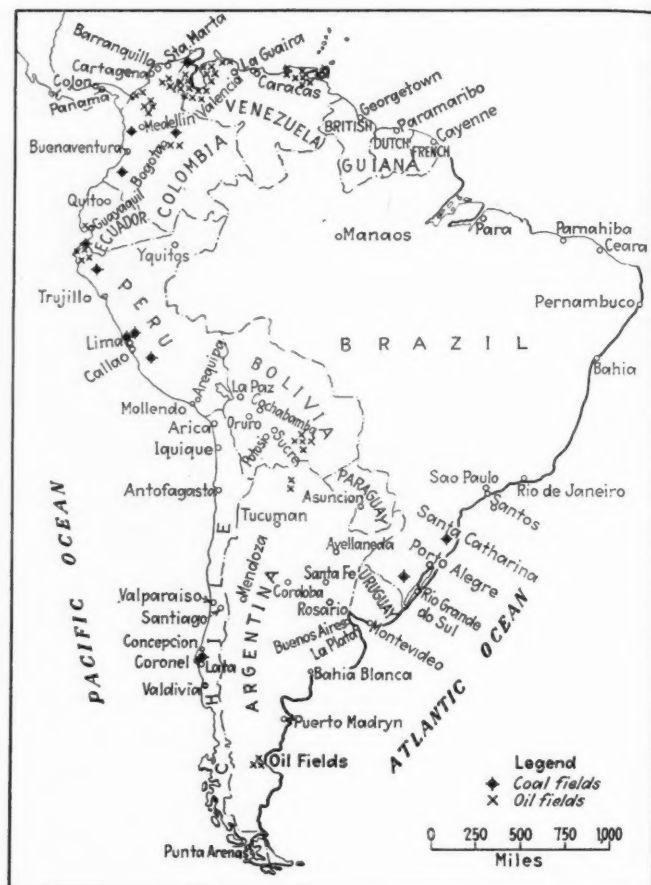 Barranquilla
Sta. Marta
Cartagena
La Guaira
Colon
Caracas
Panama
Valencia
Georgetown
Paramaribo
Cayenne
VENEZUELA
BRITISH
DUTCH
FRENCH
GUIANA
Medellin
Buenaventura
Bogota
COLOMBIA
Quito
Guayaquil
ECUADOR
Yquitos
Manaos
Para
Parnahiba
Ceara
Trujillo
PERU
Pernambuco
Lima
Callao
BRAZIL
Bahia
Arequipa
BOLIVIA
La Paz
Cochabamba
Mollendo
Oruro
Arica
Potosi
Sucre
Iquique
PARAGUAY
Sao Paulo
Rio de Janeiro
Antofagasta
Asuncion
Santos
Tucuman
Santa Catharina
Avellaneda
Porto Alegre
Mendoza
Santa Fe
URUGUAY
Cordoba
Valparaiso
Rosario
Rio Grande
do Sul
Santiago
Buenos Aires
La Plata
Montevideo
Concepcion
Coronel
Lota
ARGENTINA
Valdivia
Bahia Blanca
CHILE
Puerto Madryn
Oil Fields
Punta Arenas
PACIFIC OCEAN
ATLANTIC OCEAN
Legend
Coal fields
Oil fields
0 500 1000
Miles